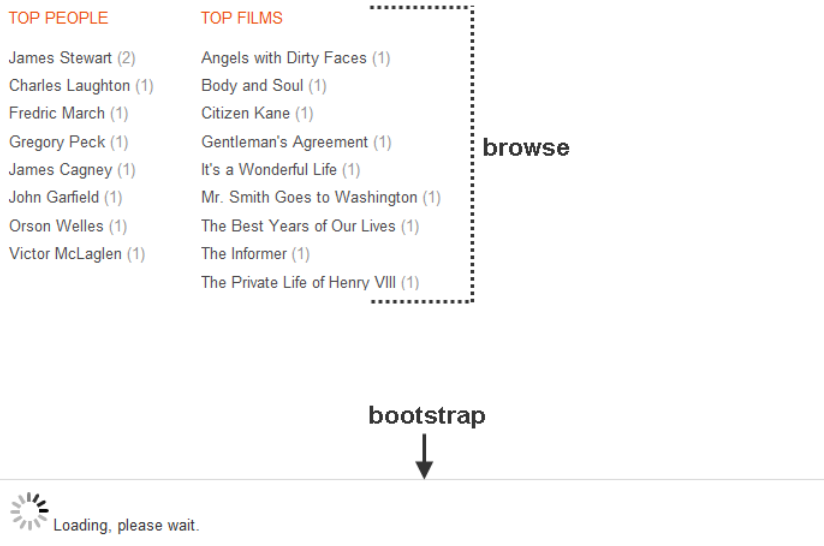 TOP PEOPLE
James Stewart (2)
Charles Laughton (1)
Fredric March (1)
Gregory Peck (1)
James Cagney (1)
John Garfield (1)
Orson Welles (1)
Victor McLaglen (1)
TOP FILMS
Angels with Dirty Faces (1)
Body and Soul (1)
Citizen Kane (1)
Gentleman's Agreement (1)
It's a Wonderful Life (1)
Mr. Smith Goes to Washington (1)
The Best Years of Our Lives (1)
The Informer (1)
The Private Life of Henry VIII (1)
browse
bootstrap
Loading, please wait.